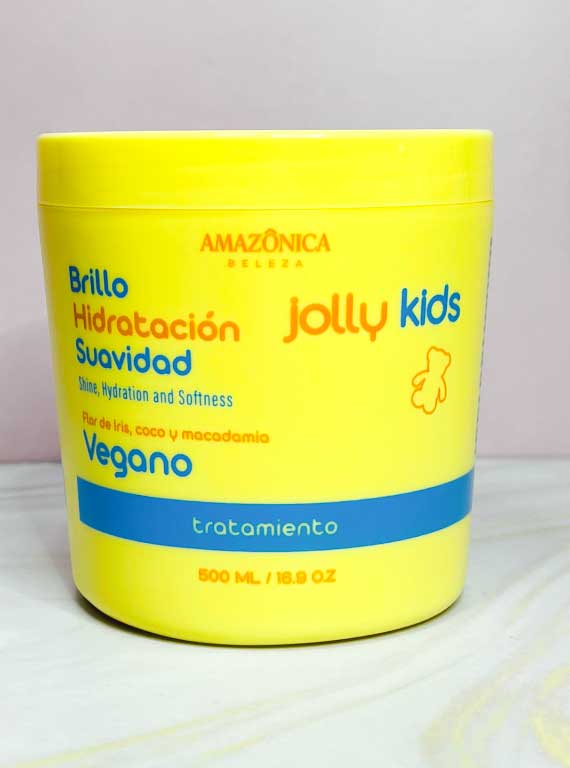 AMAZÔNICA
BELEZA
Brillo
Hidratación
Suavidad
Shine, Hydration and Softness
Flor de Iris, coco y macadamia
Vegano
jolly kids
tratamiento
500 ML / 16.9 O.Z